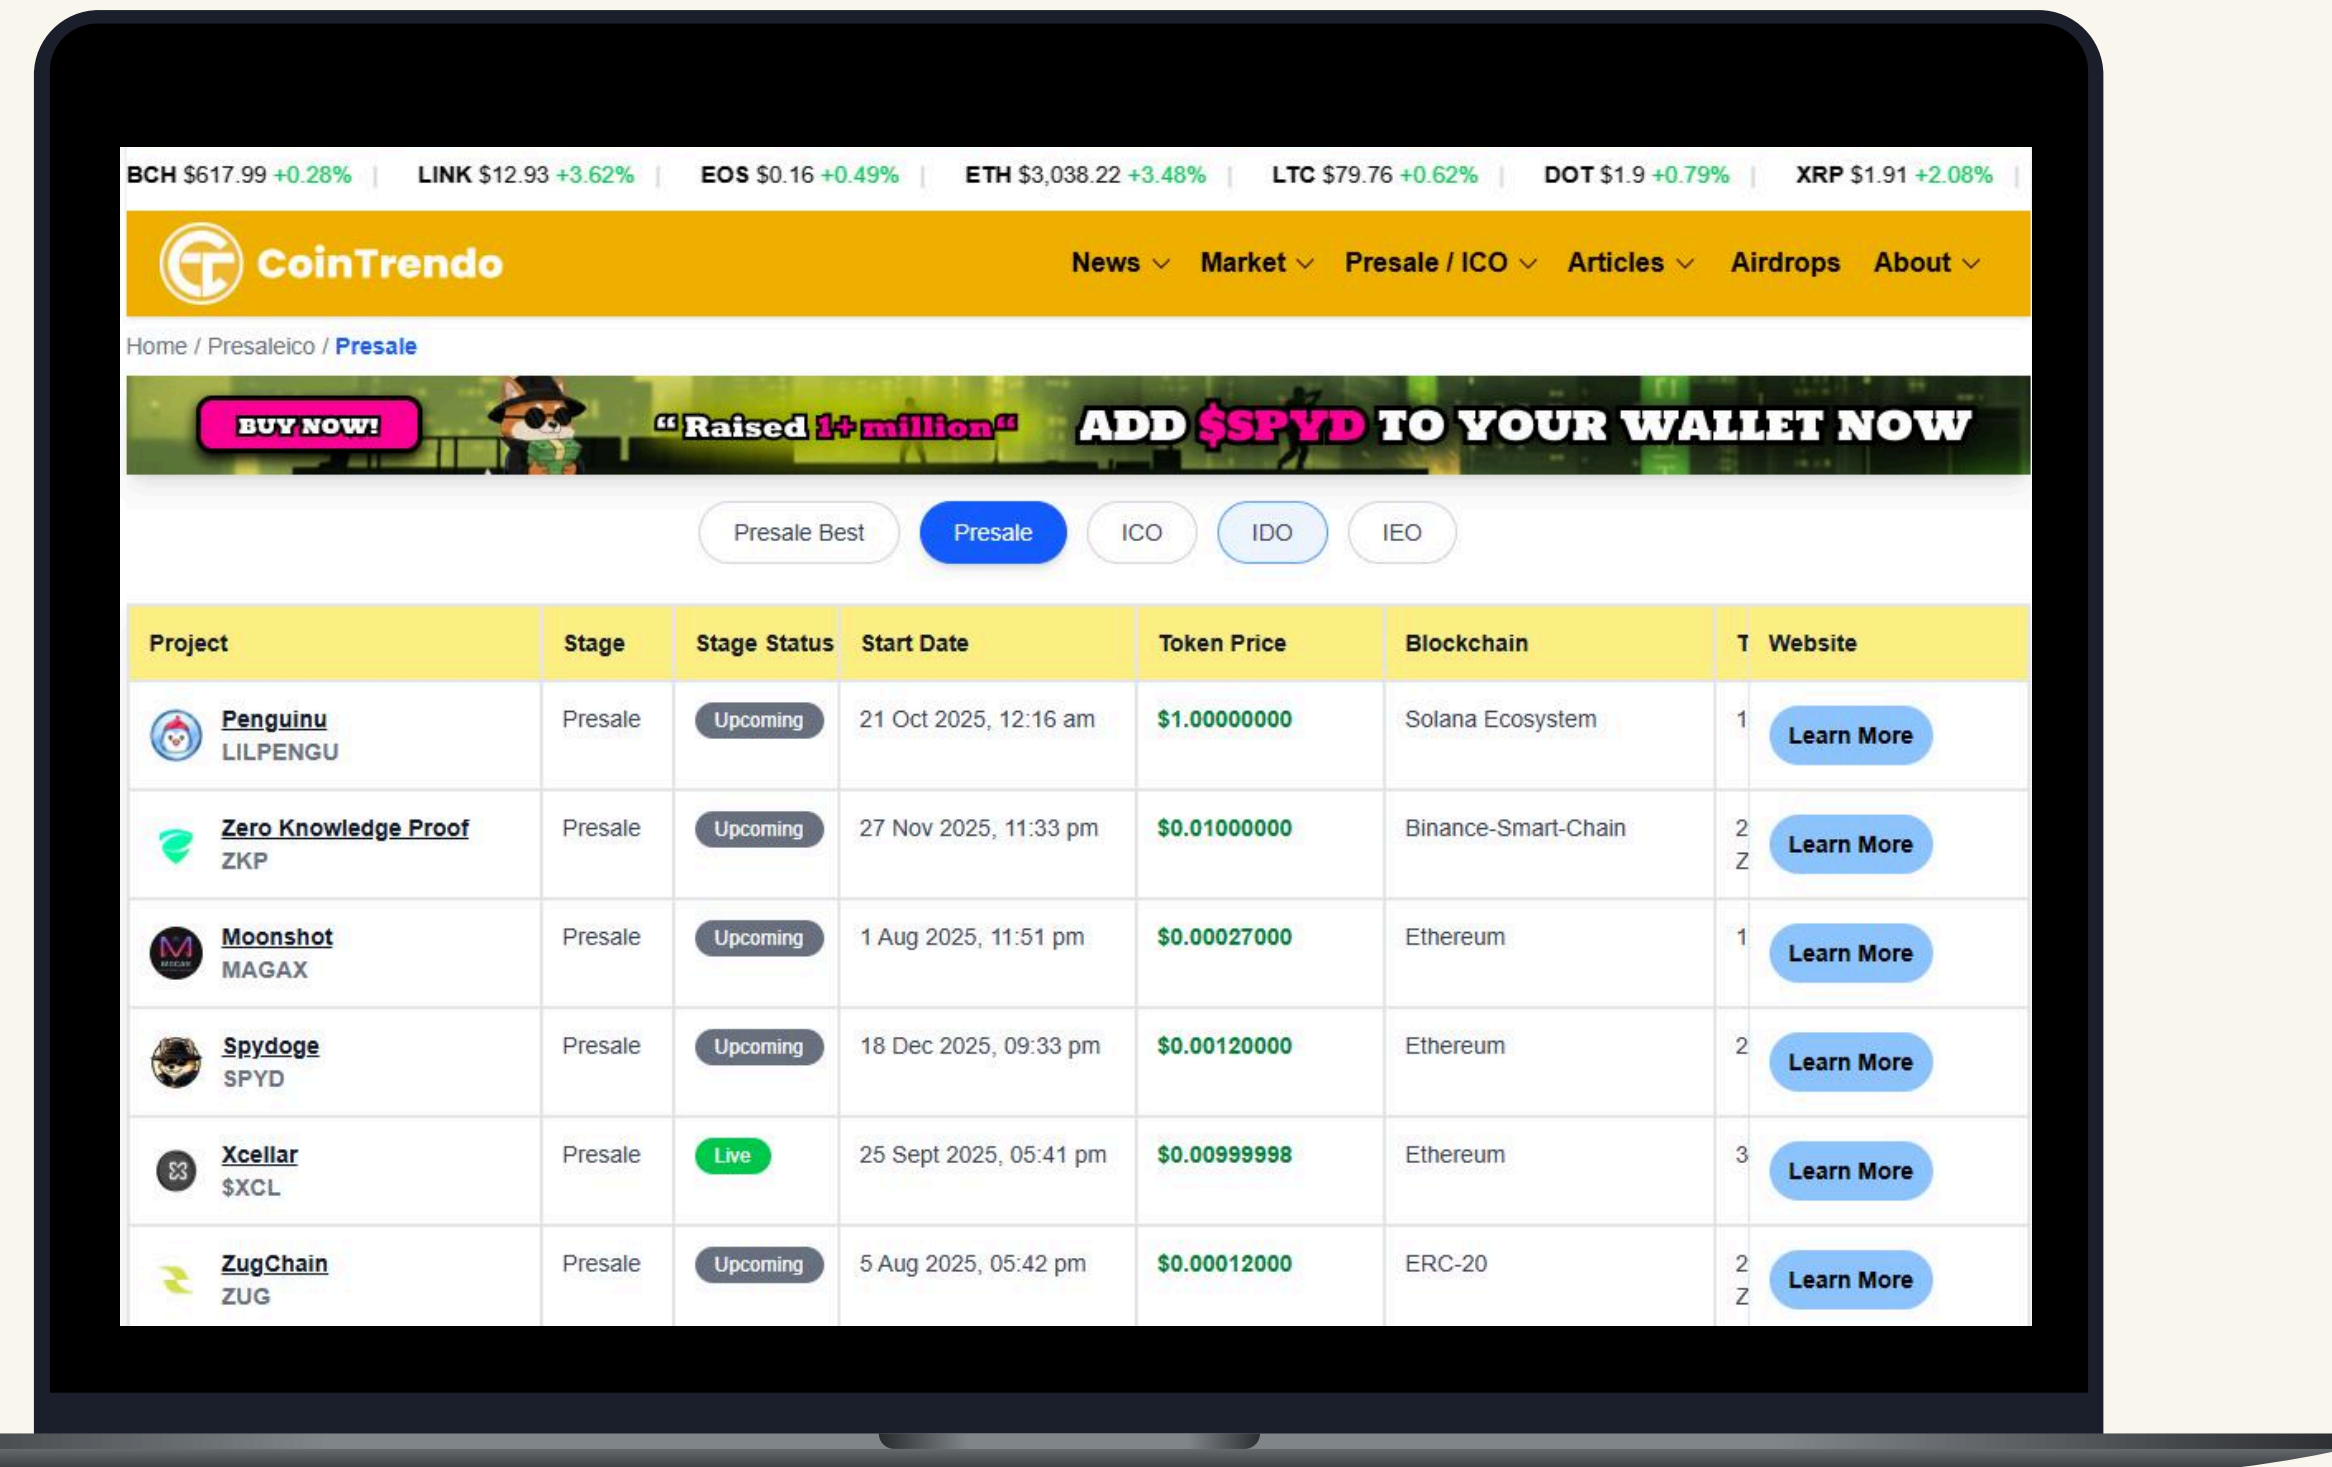 BCH $617.99 +0.28% | LINK $12.93 +3.62% | EOS $0.16 +0.49% | ETH $3,038.22 +3.48% | LTC $79.76 +0.62% | DOT $1.9 +0.79% | XRP $1.91 +2.08% |
CoinTrendo News Market Presale / ICO Articles Airdrops About
Home / Presaleico / Presale
BUY NOW! “Raised 1+ million“ ADD $SPYD TO YOUR WALLET NOW
Presale Best Presale ICO IDO IEO
Project Stage Stage Status Start Date Token Price Blockchain T Website
Penguinu Presale Upcoming 21 Oct 2025, 12:16 am $1.00000000 Solana Ecosystem 1 Learn More
LILPENGU
Zero Knowledge Proof Presale Upcoming 27 Nov 2025, 11:33 pm $0.01000000 Binance-Smart-Chain 2 Learn More
ZKP Z
Moonshot Presale Upcoming 1 Aug 2025, 11:51 pm $0.00027000 Ethereum 1 Learn More
MAGAX
Spydoge Presale Upcoming 18 Dec 2025, 09:33 pm $0.00120000 Ethereum 2 Learn More
SPYD
Xcellar Presale Live 25 Sept 2025, 05:41 pm $0.00999998 Ethereum 3 Learn More
$XCL
ZugChain Presale Upcoming 5 Aug 2025, 05:42 pm $0.00012000 ERC-20 2 Learn More
ZUG Z